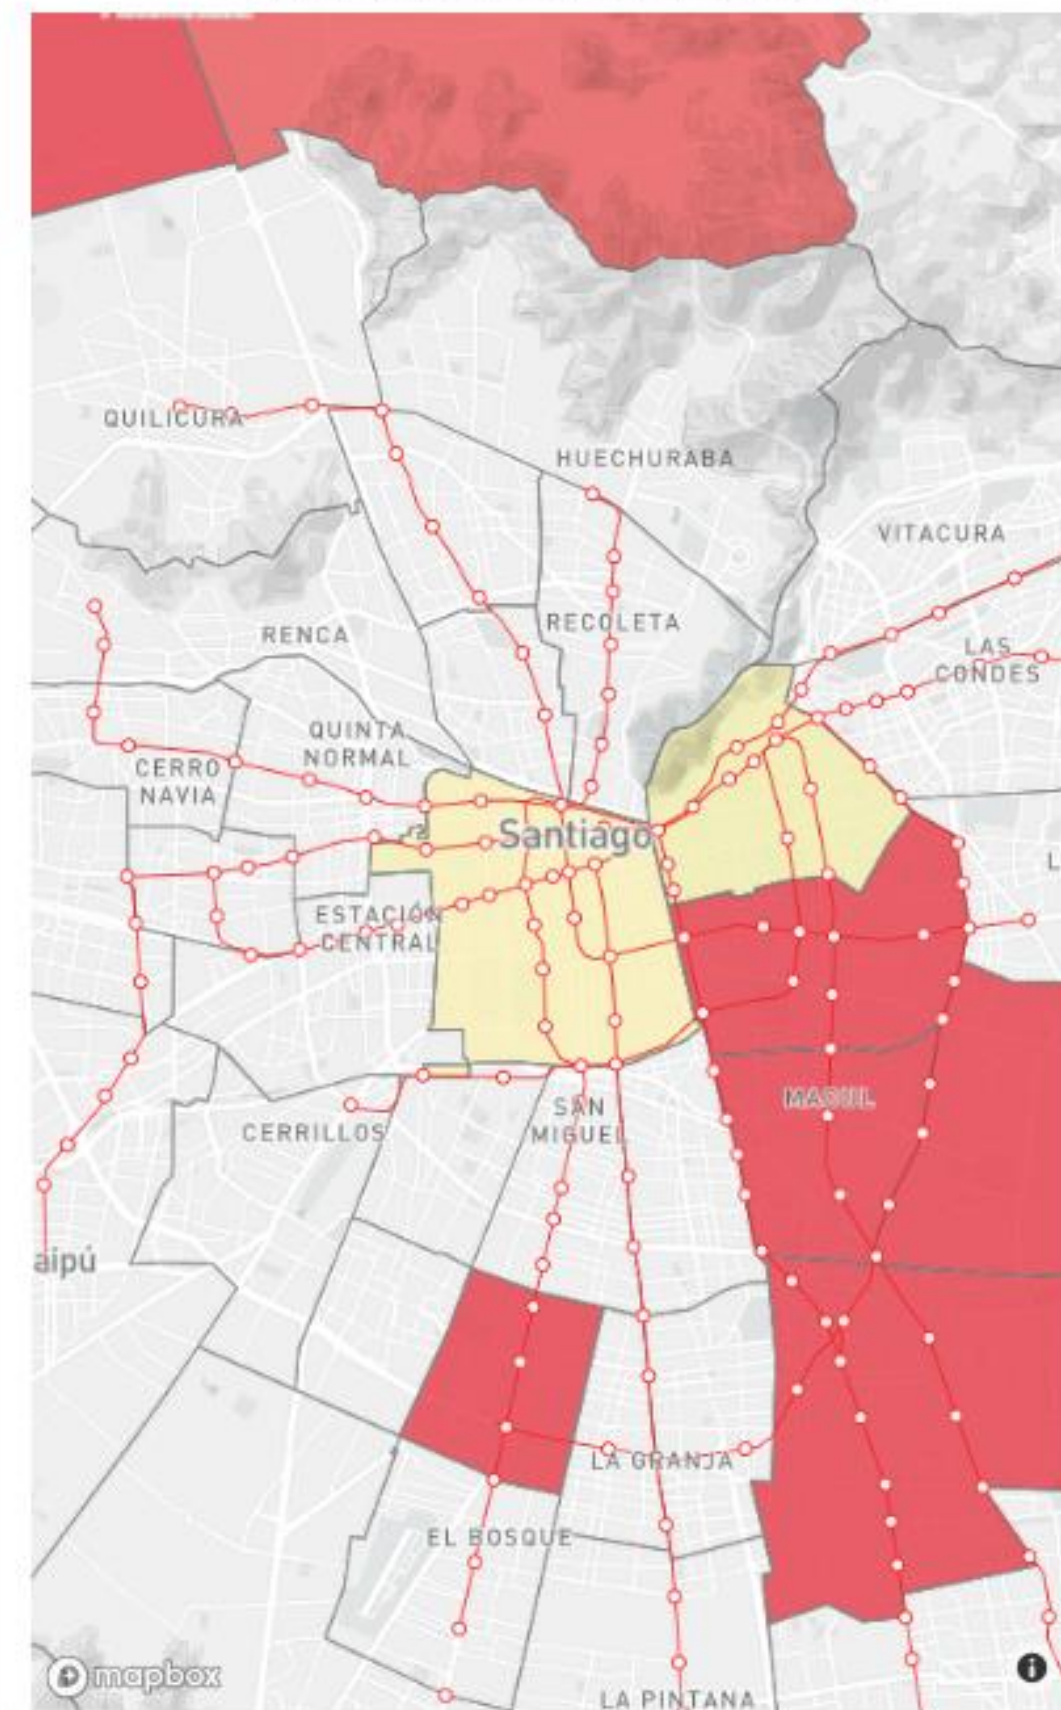 QUILICURA
HUECHURABA
VITACURA
RENCA
RECOLETA
LAS
CONDES
QUINTA
NORMAL
CERRO
NAVIA
Santiago
L
ESTACIÓN
CENTRAL
SAN
MIGUEL
MACUL
CERRILLOS
aipú
LA GRANJA
EL BOSQUE
mapbox
i
LA PINTANA